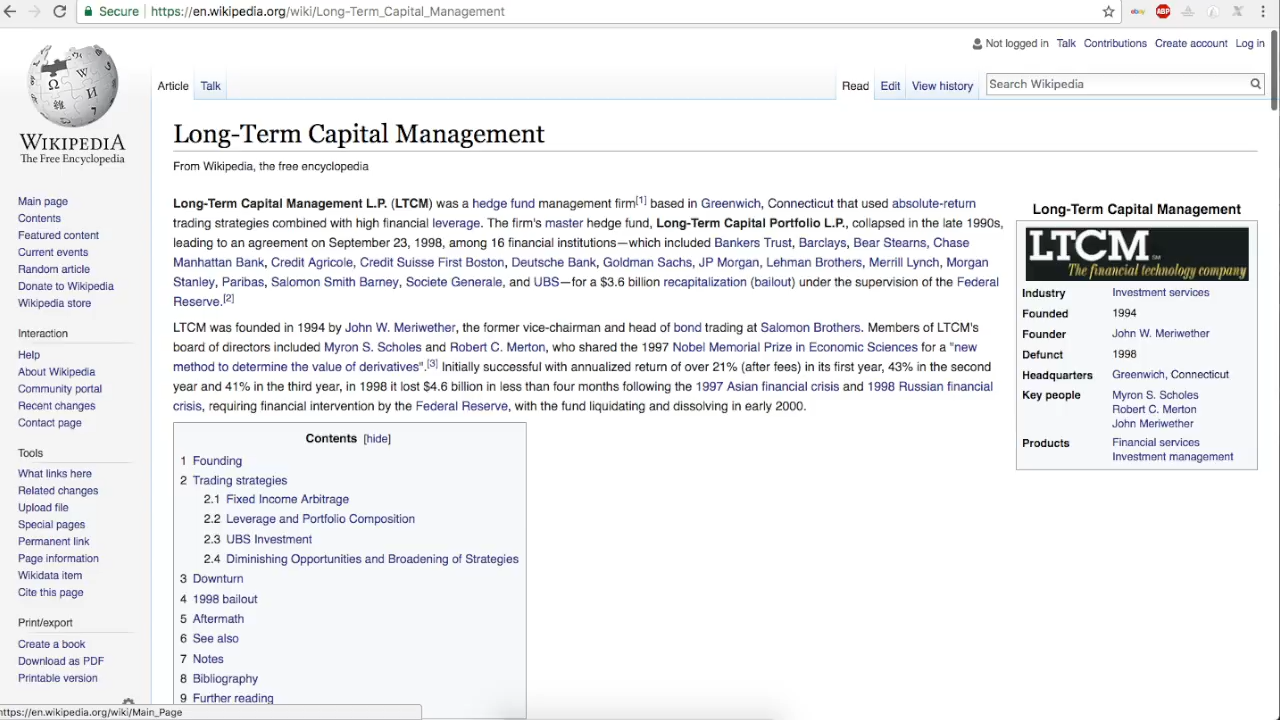 Secure | https://en.wikipedia.org/wiki/Long-Term_Capital_Management
ebay ABP
Not logged in Talk Contributions Create account Log in
Article Talk Read Edit View history Search Wikipedia
WIKIPEDIA
The Free Encyclopedia
Main page
Contents
Featured content
Current events
Random article
Donate to Wikipedia
Wikipedia store
Interaction
Help
About Wikipedia
Community portal
Recent changes
Contact page
Tools
What links here
Related changes
Upload file
Special pages
Permanent link
Page information
Wikidata item
Cite this page
Print/export
Create a book
Download as PDF
Printable version
Long-Term Capital Management
From Wikipedia, the free encyclopedia
Long-Term Capital Management L.P. (LTCM) was a hedge fund management firm[1] based in Greenwich, Connecticut that used absolute-return
trading strategies combined with high financial leverage. The firm's master hedge fund, Long-Term Capital Portfolio L.P., collapsed in the late 1990s,
leading to an agreement on September 23, 1998, among 16 financial institutions—which included Bankers Trust, Barclays, Bear Stearns, Chase
Manhattan Bank, Credit Agricole, Credit Suisse First Boston, Deutsche Bank, Goldman Sachs, JP Morgan, Lehman Brothers, Merrill Lynch, Morgan
Stanley, Paribas, Salomon Smith Barney, Societe Generale, and UBS—for a $3.6 billion recapitalization (bailout) under the supervision of the Federal
Reserve.[2]
LTCM was founded in 1994 by John W. Meriwether, the former vice-chairman and head of bond trading at Salomon Brothers. Members of LTCM's
board of directors included Myron S. Scholes and Robert C. Merton, who shared the 1997 Nobel Memorial Prize in Economic Sciences for a "new
method to determine the value of derivatives".[3] Initially successful with annualized return of over 21% (after fees) in its first year, 43% in the second
year and 41% in the third year, in 1998 it lost $4.6 billion in less than four months following the 1997 Asian financial crisis and 1998 Russian financial
crisis, requiring financial intervention by the Federal Reserve, with the fund liquidating and dissolving in early 2000.
Contents [hide]
1 Founding
2 Trading strategies
2.1 Fixed Income Arbitrage
2.2 Leverage and Portfolio Composition
2.3 UBS Investment
2.4 Diminishing Opportunities and Broadening of Strategies
3 Downturn
4 1998 bailout
5 Aftermath
6 See also
7 Notes
8 Bibliography
9 Further reading
Long-Term Capital Management
LTCM SM
The financial technology company
Industry Investment services
Founded 1994
Founder John W. Meriwether
Defunct 1998
Headquarters Greenwich, Connecticut
Key people Myron S. Scholes
Robert C. Merton
John Meriwether
Products Financial services
Investment management
https://en.wikipedia.org/wiki/Main_Page